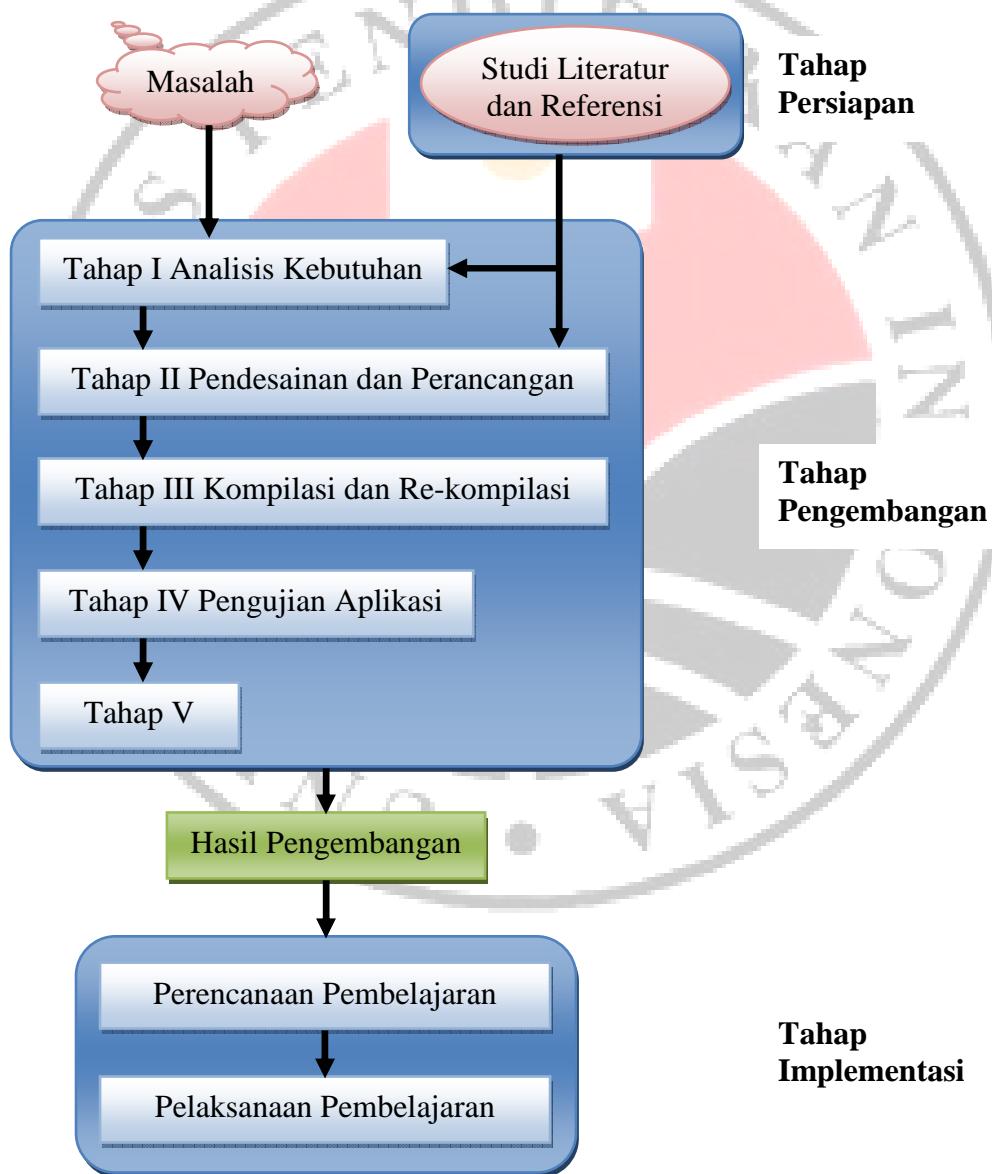 Masalah
Studi Literatur
dan Referensi
Tahap
Persiapan
Tahap I Analisis Kebutuhan
Tahap II Pendesainan dan Perancangan
Tahap III Kompilasi dan Re-kompilasi
Tahap
Pengembangan
Tahap IV Pengujian Aplikasi
Tahap V
Hasil Pengembangan
Perencanaan Pembelajaran
Tahap
Implementasi
Pelaksanaan Pembelajaran